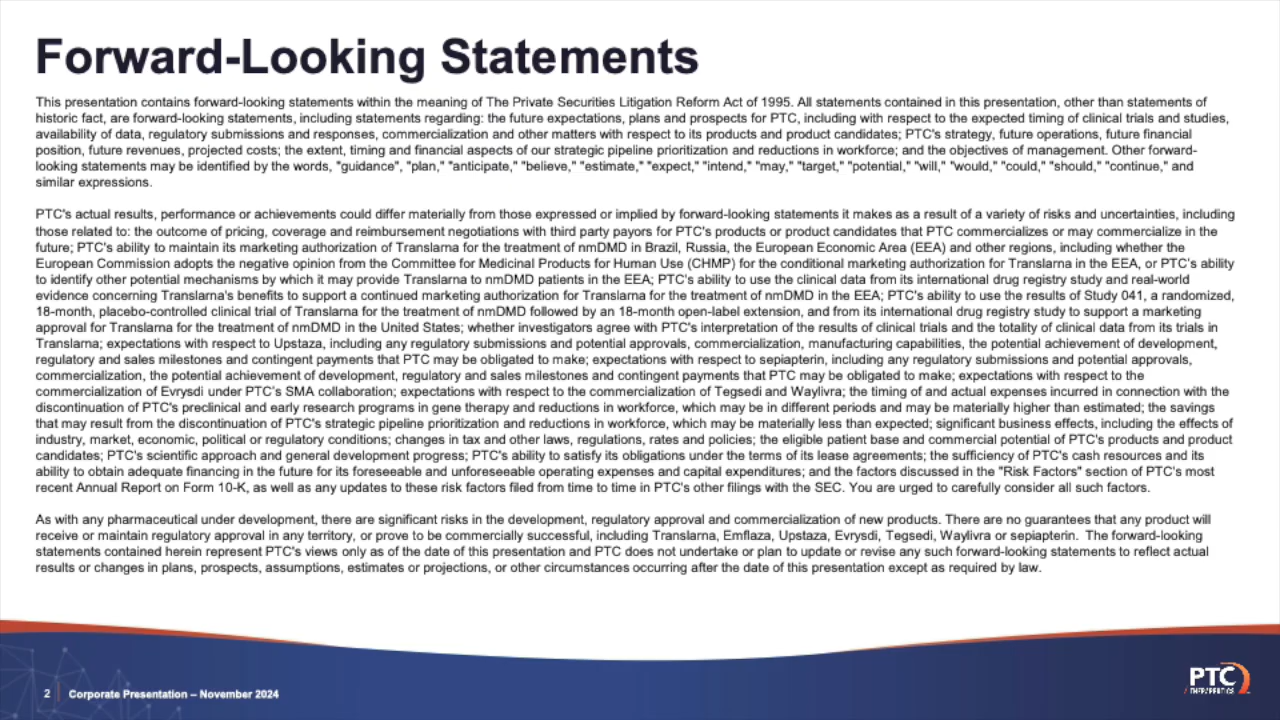 Forward-Looking Statements
This presentation contains forward-looking statements within the meaning of The Private Securities Litigation Reform Act of 1995. All statements contained in this presentation, other than statements of
historic fact, are forward-looking statements, including statements regarding: the future expectations, plans and prospects for PTC, including with respect to the expected timing of clinical trials and studies,
availability of data, regulatory submissions and responses, commercialization and other matters with respect to its products and product candidates; PTC's strategy, future operations, future financial
position, future revenues, projected costs; the extent, timing and financial aspects of our strategic pipeline prioritization and reductions in workforce; and the objectives of management. Other forward-
looking statements may be identified by the words, "guidance", "plan," "anticipate," "believe," "estimate," "expect," "intend," "may," "target," "potential," "will," "would," "could," "should," "continue," and
similar expressions.
PTC's actual results, performance or achievements could differ materially from those expressed or implied by forward-looking statements it makes as a result of a variety of risks and uncertainties, including
those related to: the outcome of pricing, coverage and reimbursement negotiations with third party payors for PTC's products or product candidates that PTC commercializes or may commercialize in the
future; PTC's ability to maintain its marketing authorization of Translarna for the treatment of nmDMD in Brazil, Russia, the European Economic Area (EEA) and other regions, including whether the
European Commission adopts the negative opinion from the Committee for Medicinal Products for Human Use (CHMP) for the conditional marketing authorization for Translarna in the EEA, or PTC's ability
to identify other potential mechanisms by which it may provide Translarna to nmDMD patients in the EEA; PTC's ability to use the clinical data from its international drug registry study and real-world
evidence concerning Translarna's benefits to support a continued marketing authorization for Translarna for the treatment of nmDMD in the EEA; PTC's ability to use the results of Study 041, a randomized,
18-month, placebo-controlled clinical trial of Translarna for the treatment of nmDMD followed by an 18-month open-label extension, and from its international drug registry study to support a marketing
approval for Translarna for the treatment of nmDMD in the United States; whether investigators agree with PTC's interpretation of the results of clinical trials and the totality of clinical data from its trials in
Translarna; expectations with respect to Upstaza, including any regulatory submissions and potential approvals, commercialization, manufacturing capabilities, the potential achievement of development,
regulatory and sales milestones and contingent payments that PTC may be obligated to make; expectations with respect to sepiapterin, including any regulatory submissions and potential approvals,
commercialization, the potential achievement of development, regulatory and sales milestones and contingent payments that PTC may be obligated to make; expectations with respect to the
commercialization of Evrysdi under PTC's SMA collaboration; expectations with respect to the commercialization of Tegsedi and Waylivra; the timing of and actual expenses incurred in connection with the
discontinuation of PTC's preclinical and early research programs in gene therapy and reductions in workforce, which may be in different periods and may be materially higher than estimated; the savings
that may result from the discontinuation of PTC's strategic pipeline prioritization and reductions in workforce, which may be materially less than expected; significant business effects, including the effects of
industry, market, economic, political or regulatory conditions; changes in tax and other laws, regulations, rates and policies; the eligible patient base and commercial potential of PTC's products and product
candidates; PTC's scientific approach and general development progress; PTC's ability to satisfy its obligations under the terms of its lease agreements; the sufficiency of PTC's cash resources and its
ability to obtain adequate financing in the future for its foreseeable and unforeseeable operating expenses and capital expenditures; and the factors discussed in the "Risk Factors" section of PTC's most
recent Annual Report on Form 10-K, as well as any updates to these risk factors filed from time to time in PTC's other filings with the SEC. You are urged to carefully consider all such factors.
As with any pharmaceutical under development, there are significant risks in the development, regulatory approval and commercialization of new products. There are no guarantees that any product will
receive or maintain regulatory approval in any territory, or prove to be commercially successful, including Translarna, Emflaza, Upstaza, Evrysdi, Tegsedi, Waylivra or sepiapterin. The forward-looking
statements contained herein represent PTC's views only as of the date of this presentation and PTC does not undertake or plan to update or revise any such forward-looking statements to reflect actual
results or changes in plans, prospects, assumptions, estimates or projections, or other circumstances occurring after the date of this presentation except as required by law.
2 Corporate Presentation – November 2024
PTC
THERAPEUTICS